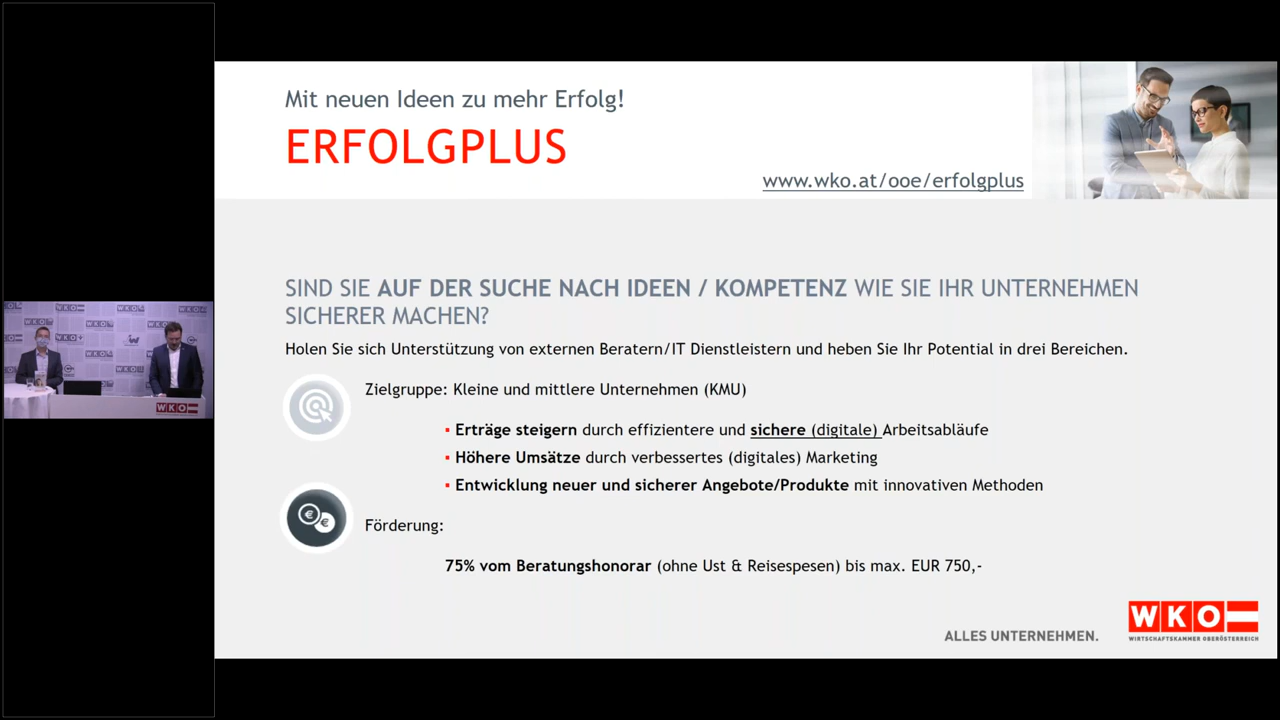 Mit neuen Ideen zu mehr Erfolg!
ERFOLGPLUS
www.wko.at/ooe/erfolgplus
SIND SIE AUF DER SUCHE NACH IDEEN / KOMPETENZ WIE SIE IHR UNTERNEHMEN
SICHERER MACHEN?
Holen Sie sich Unterstützung von externen Beratern/IT Dienstleistern und heben Sie Ihr Potential in drei Bereichen.
Zielgruppe: Kleine und mittlere Unternehmen (KMU)
▪ Erträge steigern durch effizientere und sichere (digitale) Arbeitsabläufe
▪ Höhere Umsätze durch verbessertes (digitales) Marketing
▪ Entwicklung neuer und sicherer Angebote/Produkte mit innovativen Methoden
Förderung:
75% vom Beratungshonorar (ohne Ust & Reisespesen) bis max. EUR 750,-
ALLES UNTERNEHMEN.
WKO
WIRTSCHAFTSKAMMER OBERÖSTERREICH
WKO